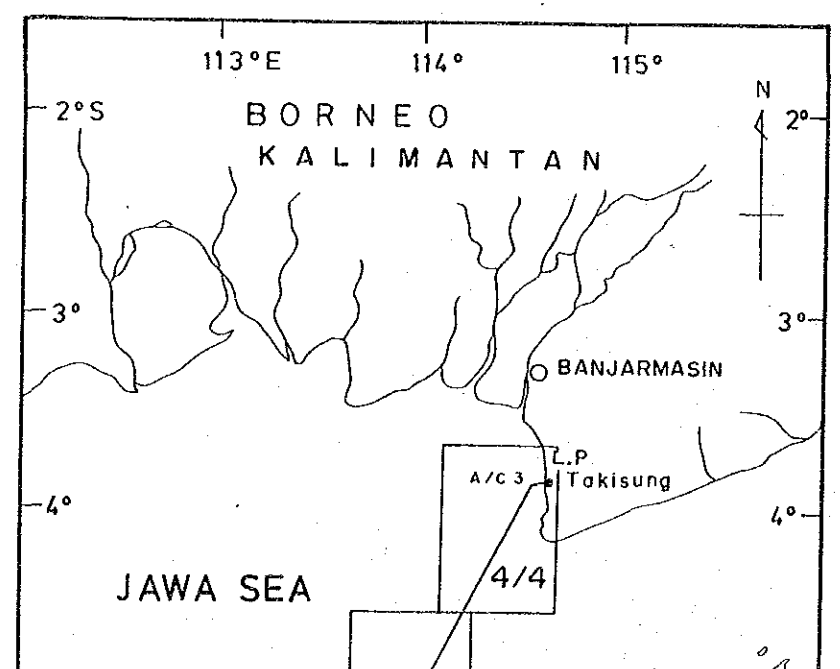 113°E 114° 115°
N
2°S 2°
BORNEO
KALIMANTAN
3° 3°
BANJARMASIN
L.P
A/C 3 Takisung
4° 4°
4/4
JAWA SEA